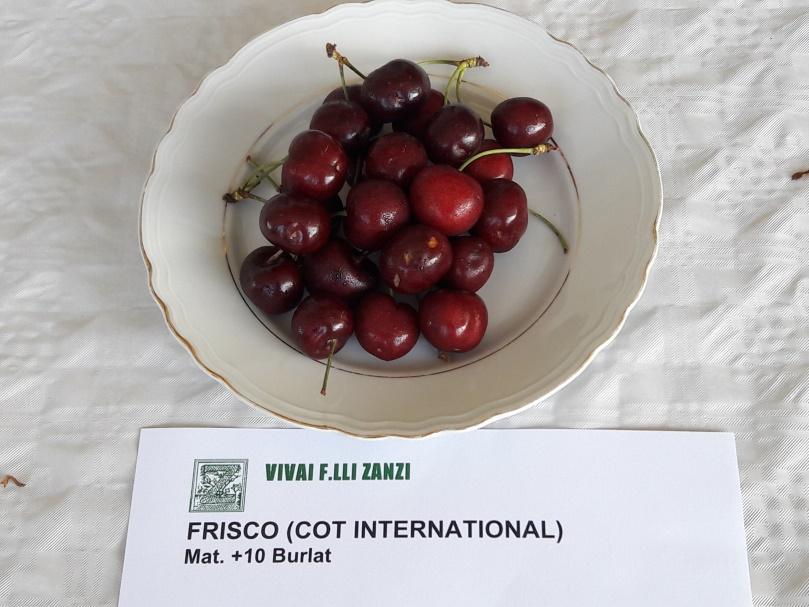 VIVAI F.LLI ZANZI
FRISCO (COT INTERNATIONAL)
Mat. +10 Burlat